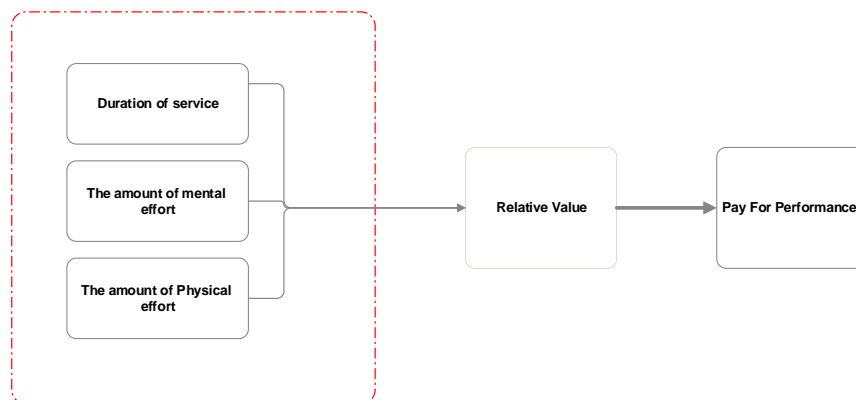 Duration of service
The amount of mental
effort
The amount of Physical
effort
Relative Value
Pay For Performance